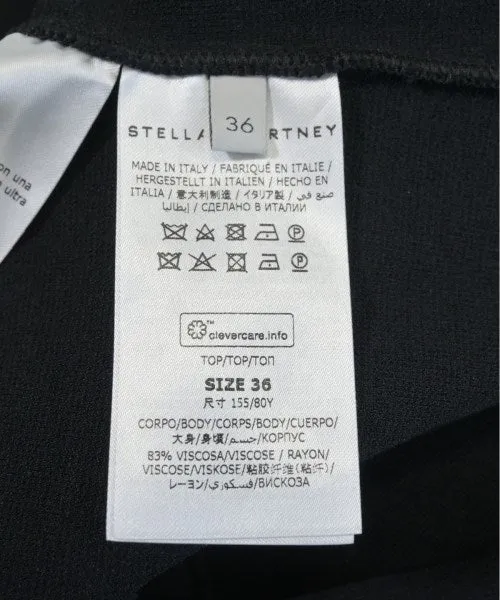 on una
ultra
36
STELLA RTNEY
MADE IN ITALY / FABRIQUÉ EN ITALIE /
HERGESTELLT IN ITALIEN / HECHO EN
ITALIA / 意大利制造 / イタリア製 / صنع في
إيطاليا / СДЕЛАНО В ИТАЛИИ
clevercare.info
TOP/TOP/ТОП
SIZE 36
尺寸 155/80Y
CORPO/BODY/CORPS/BODY/CUERPO/
大身/身頃/جسم/КОРПУС
83% VISCOSA/VISCOSE / RAYON/
VISCOSE/VISKOSE/粘胶纤维(粘纤)/
レーヨン/فسكوزي/ВИСКОЗА